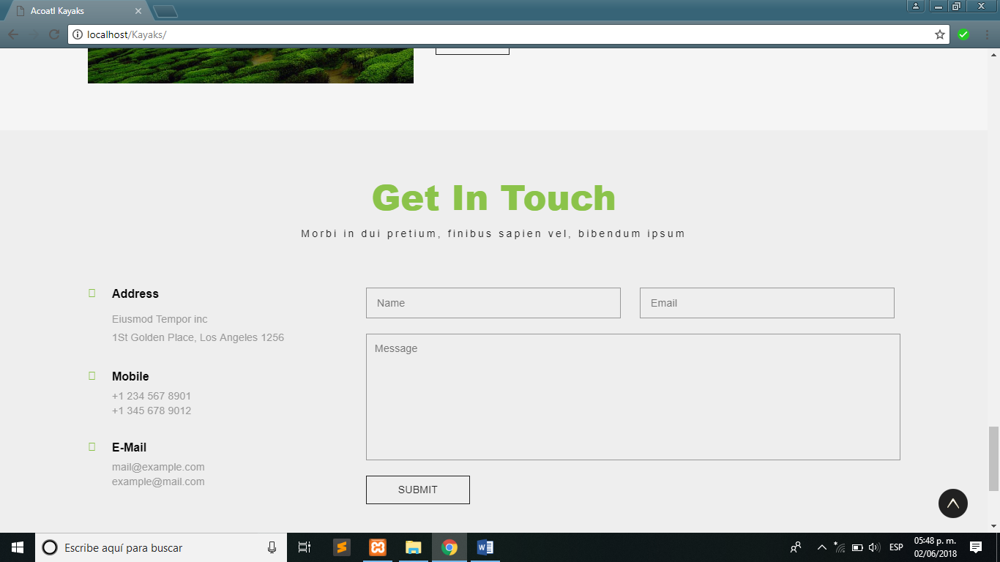 Acoatl Kayaks
localhost/Kayaks/
Get In Touch
Morbi in dui pretium, finibus sapien vel, bibendum ipsum
Address
Eiusmod Tempor inc
1St Golden Place, Los Angeles 1256
Mobile
+1 234 567 8901
+1 345 678 9012
E-Mail
mail@example.com
example@mail.com
Name
Email
Message
SUBMIT
Escribe aquí para buscar
ESP
05:48 p. m.
02/06/2018